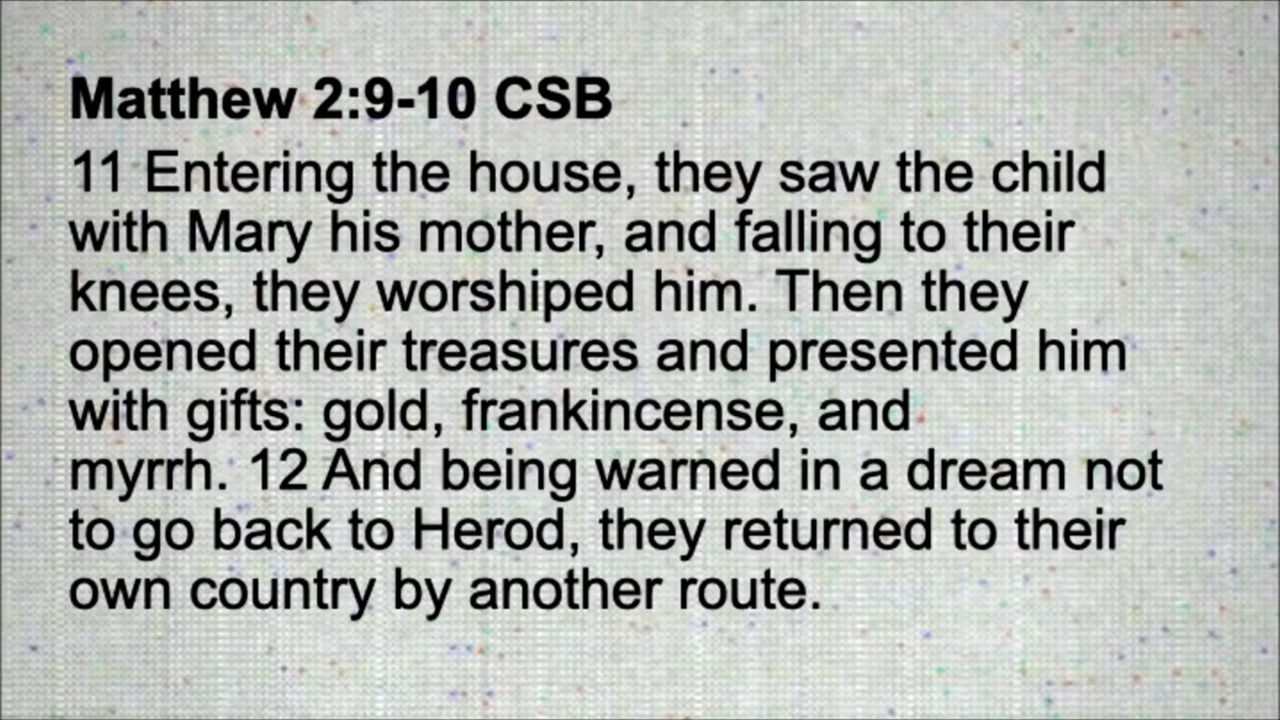 Matthew 2:9-10 CSB
11 Entering the house, they saw the child
with Mary his mother, and falling to their
knees, they worshiped him. Then they
opened their treasures and presented him
with gifts: gold, frankincense, and
myrrh. 12 And being warned in a dream not
to go back to Herod, they returned to their
own country by another route.